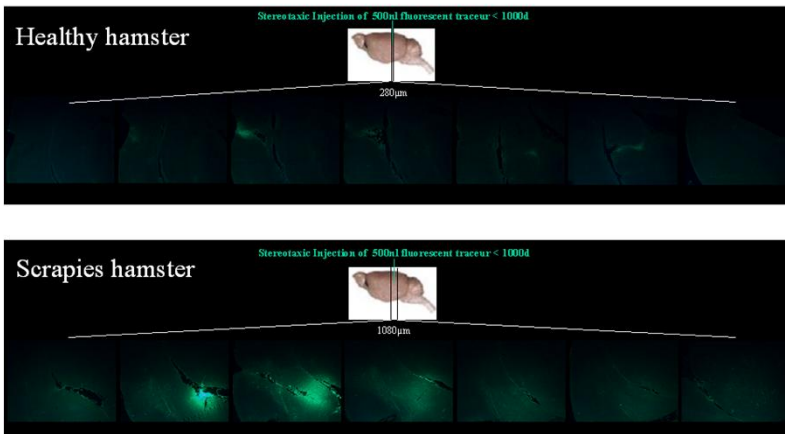 Stereotaxic Injection of 500nl fluorescent traceur < 1000d
Healthy hamster
280µm
Stereotaxic Injection of 500nl fluorescent traceur < 1000d
Scrapies hamster
1080µm